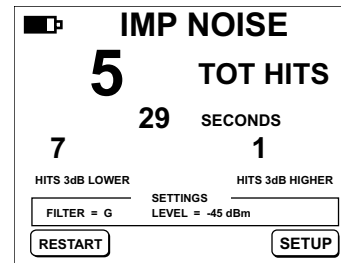 IMP NOISE
5 TOT HITS
29 SECONDS
7 1
HITS 3dB LOWER HITS 3dB HIGHER
SETTINGS
FILTER = G LEVEL = -45 dBm
RESTART SETUP